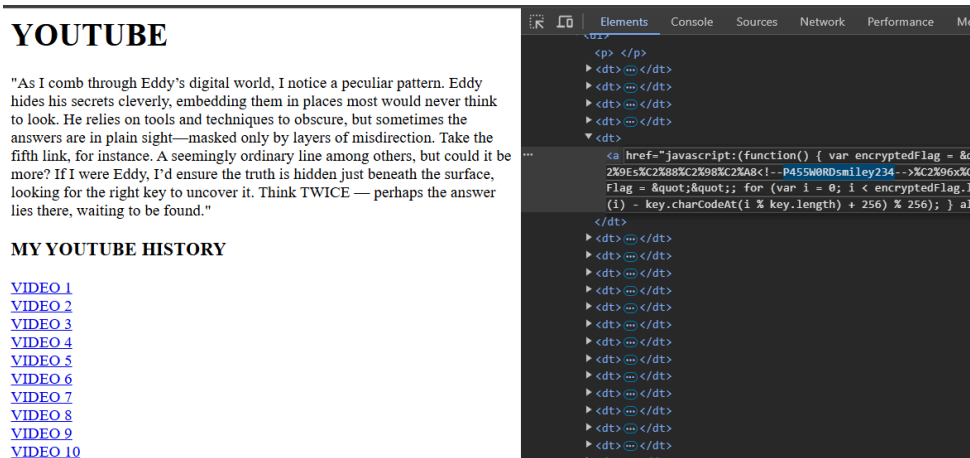 YOUTUBE
"As I comb through Eddy’s digital world, I notice a peculiar pattern. Eddy
hides his secrets cleverly, embedding them in places most would never think
to look. He relies on tools and techniques to obscure, but sometimes the
answers are in plain sight—masked only by layers of misdirection. Take the
fifth link, for instance. A seemingly ordinary line among others, but could it be
more? If I were Eddy, I’d ensure the truth is hidden just beneath the surface,
looking for the right key to uncover it. Think TWICE — perhaps the answer
lies there, waiting to be found."
MY YOUTUBE HISTORY
VIDEO 1
VIDEO 2
VIDEO 3
VIDEO 4
VIDEO 5
VIDEO 6
VIDEO 7
VIDEO 8
VIDEO 9
VIDEO 10
Elements Console Sources Network Performance
<p> </p>
<dt> … </dt>
<dt> … </dt>
<dt> … </dt>
<dt> … </dt>
<dt>
<a href="javascript:(function() { var encryptedFlag =
2%9Es%C2%88%C2%98%C2%A8<!--P455W0RDsmiley234-->%C2%96x%
Flag = &quot;&quot;; for (var i = 0; i < encryptedFlag.
(i) - key.charCodeAt(i % key.length) + 256) % 256); }
</dt>
<dt> … </dt>
<dt> … </dt>
<dt> … </dt>
<dt> … </dt>
<dt> … </dt>
<dt> … </dt>
<dt> … </dt>
<dt> … </dt>
<dt> … </dt>
<dt> … </dt>
<dt> … </dt>
<dt> … </dt>
<dt> … </dt>